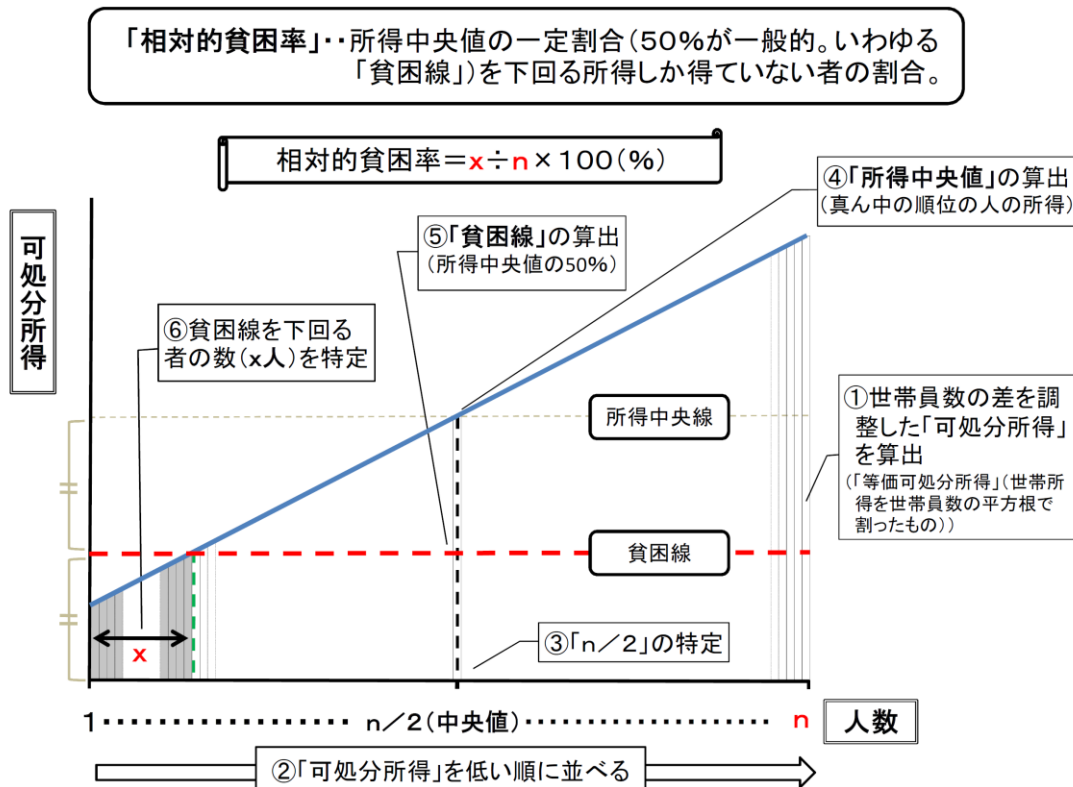 「相対的貧困率」・・所得中央値の一定割合（50％が一般的。いわゆる
「貧困線」）を下回る所得しか得ていない者の割合。
相対的貧困率＝x÷n×100（％）
④「所得中央値」の算出
（真ん中の順位の人の所得）
⑤「貧困線」の算出
（所得中央値の50％）
可処分所得
⑥貧困線を下回る
者の数（x人）を特定
所得中央線
①世帯員数の差を調
整した「可処分所得」
を算出
（「等価可処分所得」（世帯所
得を世帯員数の平方根で
割ったもの））
貧困線
x
③「n／2」の特定
1・・・・・・・・・・・・・・・・・・n／2（中央値）・・・・・・・・・・・・・・・・・・n 人数
②「可処分所得」を低い順に並べる